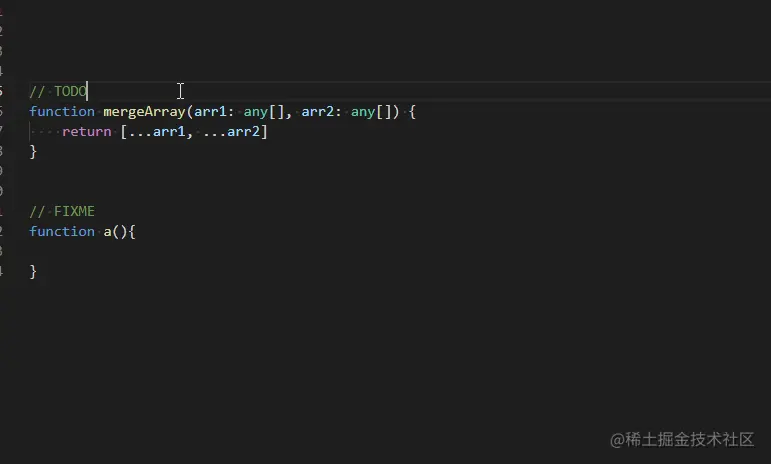 // TODO
function mergeArray(arr1: any[], arr2: any[]) {
    return [...arr1, ...arr2]
}
// FIXME
function a(){
}
@稀土掘金技术社区